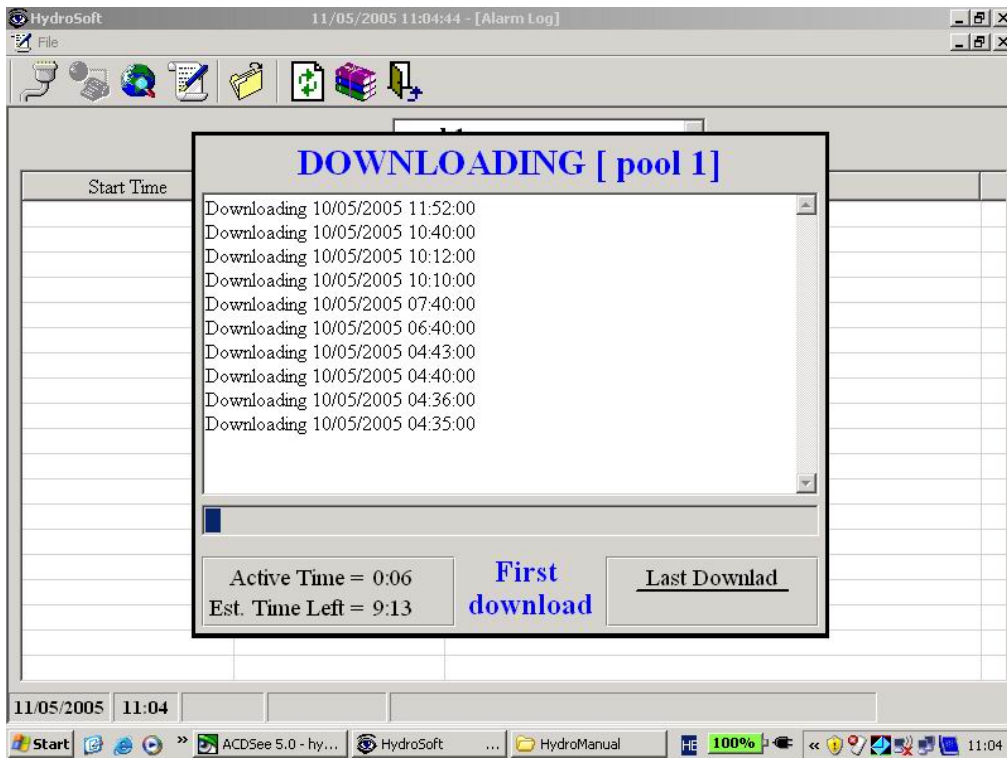 HydroSoft 11/05/2005 11:04:44 - [Alarm Log]
File
DOWNLOADING [ pool 1]
Start Time
Downloading 10/05/2005 11:52:00
Downloading 10/05/2005 10:40:00
Downloading 10/05/2005 10:12:00
Downloading 10/05/2005 10:10:00
Downloading 10/05/2005 07:40:00
Downloading 10/05/2005 06:40:00
Downloading 10/05/2005 04:43:00
Downloading 10/05/2005 04:40:00
Downloading 10/05/2005 04:36:00
Downloading 10/05/2005 04:35:00
Active Time = 0:06
Est. Time Left = 9:13
First
download
Last Downlad
11/05/2005 11:04
Start » ACDSee 5.0 - hy... HydroSoft ... HydroManual HE 100% « 11:04